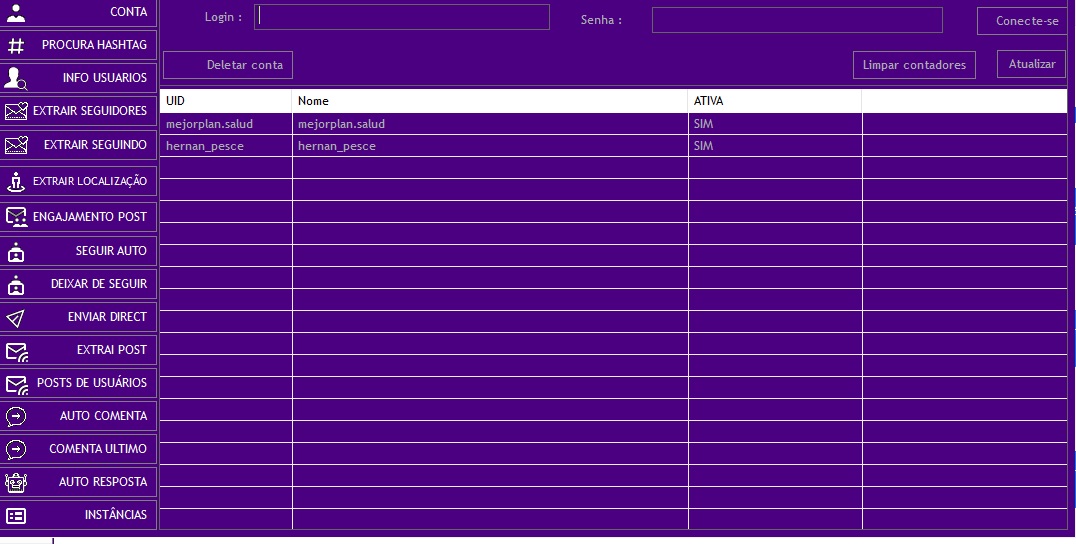 CONTA
PROCURA HASHTAG
INFO USUARIOS
EXTRAIR SEGUIDORES
EXTRAIR SEGUINDO
EXTRAIR LOCALIZAÇÃO
ENGAJAMENTO POST
SEGUIR AUTO
DEIXAR DE SEGUIR
ENVIAR DIRECT
EXTRAI POST
POSTS DE USUÁRIOS
AUTO COMENTA
COMENTA ULTIMO
AUTO RESPOSTA
INSTÂNCIAS
Login : Senha : Conecte-se
Deletar conta Limpar contadores Atualizar
UID Nome ATIVA
mejorplan.salud mejorplan.salud SIM
hernan_pesce hernan_pesce SIM